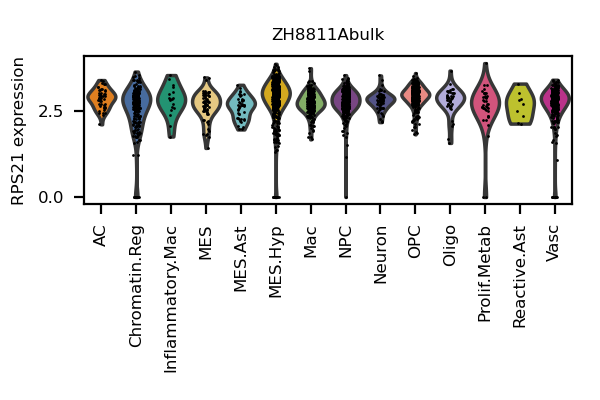 ZH8811Abulk
RPS21 expression
2.5
0.0
AC
Chromatin.Reg
Inflammatory.Mac
MES
MES.Ast
MES.Hyp
Mac
NPC
Neuron
OPC
Oligo
Prolif.Metab
Reactive.Ast
Vasc